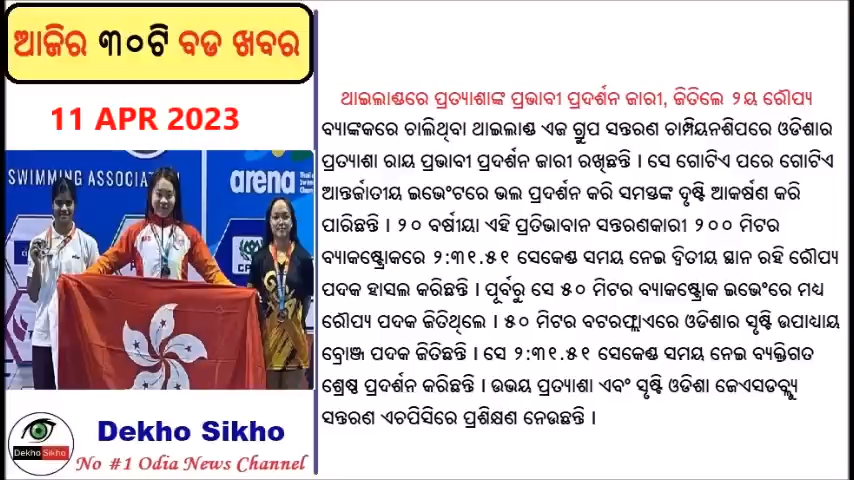 ଆଜିର ୩୦ଟି ବଡ ଖବର
11 APR 2023
SWIMMING ASSOCIATION
arena
Dekho Sikho
Dekho Sikho
No #1 Odia News Channel
ଥାଇଲାଣ୍ଡରେ ପ୍ରତ୍ୟାଶାଙ୍କ ପ୍ରଭାବୀ ପ୍ରଦର୍ଶନ ଜାରୀ, ଜିତିଲେ ୨ୟ ରୌପ୍ୟ
ବ୍ୟାଙ୍କକରେ ଚାଲିଥିବା ଥାଇଲାଣ୍ଡ ଏଜ ଗ୍ରୁପ ସନ୍ତରଣ ଚାମ୍ପିୟନଶିପରେ ଓଡିଶାର
ପ୍ରତ୍ୟାଶା ରାୟ ପ୍ରଭାବୀ ପ୍ରଦର୍ଶନ ଜାରୀ ରଖିଛନ୍ତି । ସେ ଗୋଟିଏ ପରେ ଗୋଟିଏ
ଆନ୍ତର୍ଜାତୀୟ ଇଭେଂଟରେ ଭଲ ପ୍ରଦର୍ଶନ କରି ସମସ୍ତଙ୍କ ଦୃଷ୍ଟି ଆକର୍ଷଣ କରି
ପାରିଛନ୍ତି । ୨୦ ବର୍ଷୀୟା ଏହି ପ୍ରତିଭାବାନ ସନ୍ତରଣକାରୀ ୨୦୦ ମିଟର
ବ୍ୟାକଷ୍ଟ୍ରୋକରେ ୨:୩୧.୫୧ ସେକେଣ୍ଡ ସମୟ ନେଇ ଦ୍ୱିତୀୟ ସ୍ଥାନ ରହି ରୌପ୍ୟ
ପଦକ ହାସଲ କରିଛନ୍ତି । ପୂର୍ବରୁ ସେ ୫୦ ମିଟର ବ୍ୟାକଷ୍ଟ୍ରୋକ ଇଭେଂରେ ମଧ୍ୟ
ରୌପ୍ୟ ପଦକ ଜିତିଥିଲେ । ୫୦ ମିଟର ବଟରଫ୍ଲାଏରେ ଓଡିଶାର ସୃଷ୍ଟି ଉପାଧ୍ୟାୟ
ବ୍ରୋଞ୍ଜ ପଦକ ଜିତିଛନ୍ତି । ସେ ୨:୩୧.୫୧ ସେକେଣ୍ଡ ସମୟ ନେଇ ବ୍ୟକ୍ତିଗତ
ଶ୍ରେଷ୍ଠ ପ୍ରଦର୍ଶନ କରିଛନ୍ତି । ଉଭୟ ପ୍ରତ୍ୟାଶା ଏବଂ ସୃଷ୍ଟି ଓଡିଶା ଜେଏସଡବ୍ଲ୍ୟୁ
ସନ୍ତରଣ ଏଚପିସିରେ ପ୍ରଶିକ୍ଷଣ ନେଉଛନ୍ତି ।